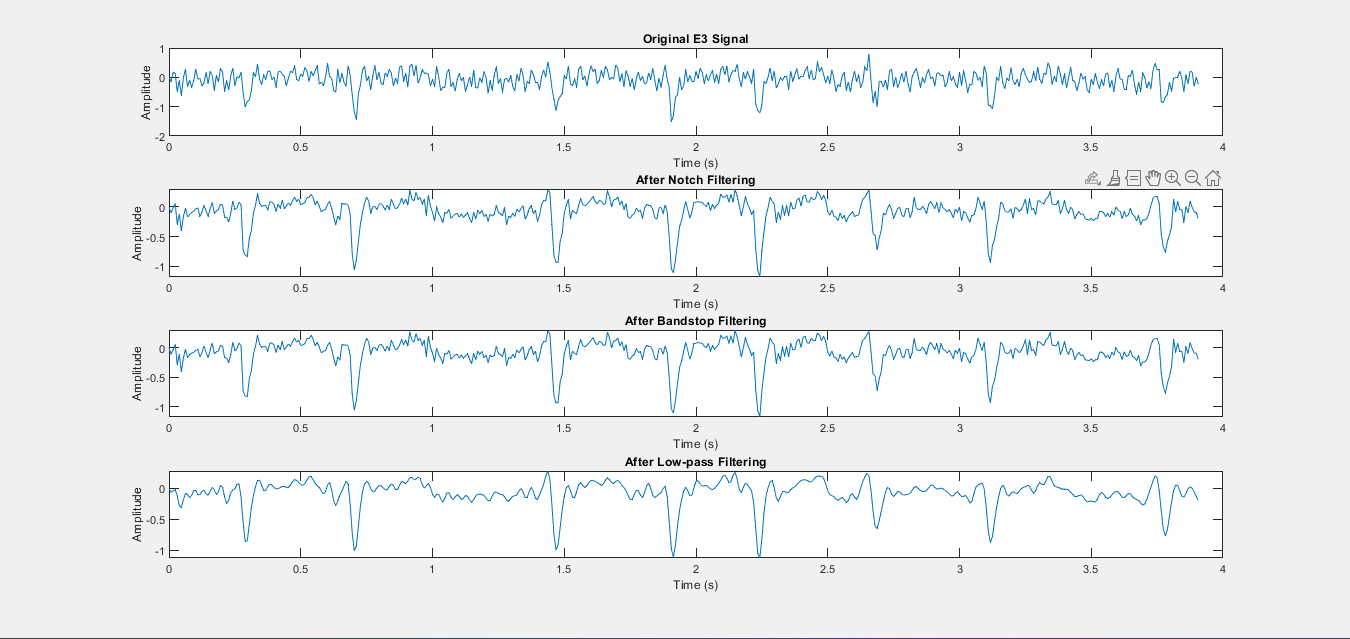 Original E3 Signal
1
0
-1
-2
Amplitude
0 0.5 1 1.5 2 2.5 3 3.5 4
Time (s)
After Notch Filtering
0
-0.5
-1
Amplitude
0 0.5 1 1.5 2 2.5 3 3.5 4
Time (s)
After Bandstop Filtering
0
-0.5
-1
Amplitude
0 0.5 1 1.5 2 2.5 3 3.5 4
Time (s)
After Low-pass Filtering
0
-0.5
-1
Amplitude
0 0.5 1 1.5 2 2.5 3 3.5 4
Time (s)